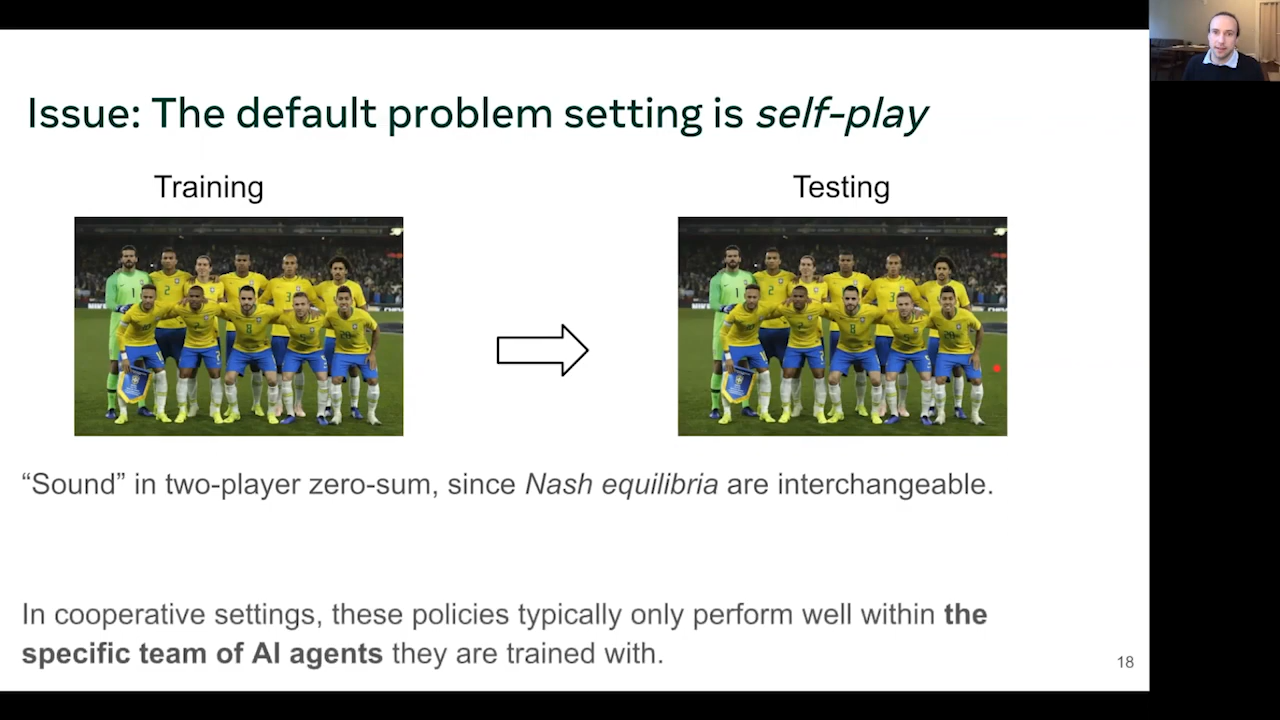 Issue: The default problem setting is self-play
Training
Testing
“Sound” in two-player zero-sum, since Nash equilibria are interchangeable.
In cooperative settings, these policies typically only perform well within the
specific team of AI agents they are trained with.
18